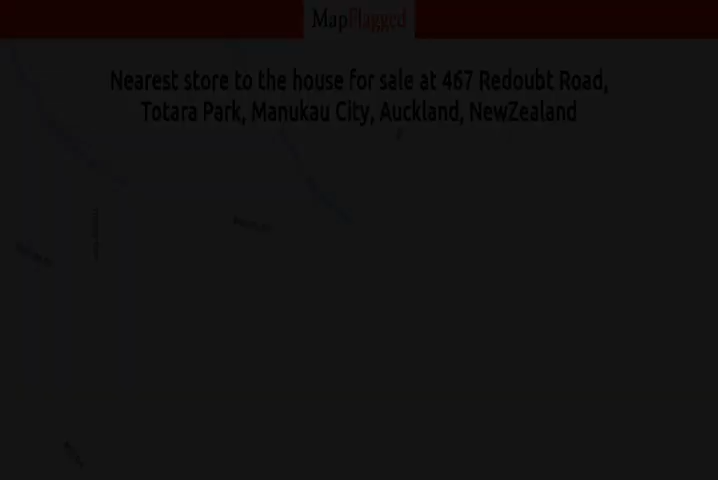 MapFlagged
Nearest store to the house for sale at 467 Redoubt Road,
Totara Park, Manukau City, Auckland, NewZealand